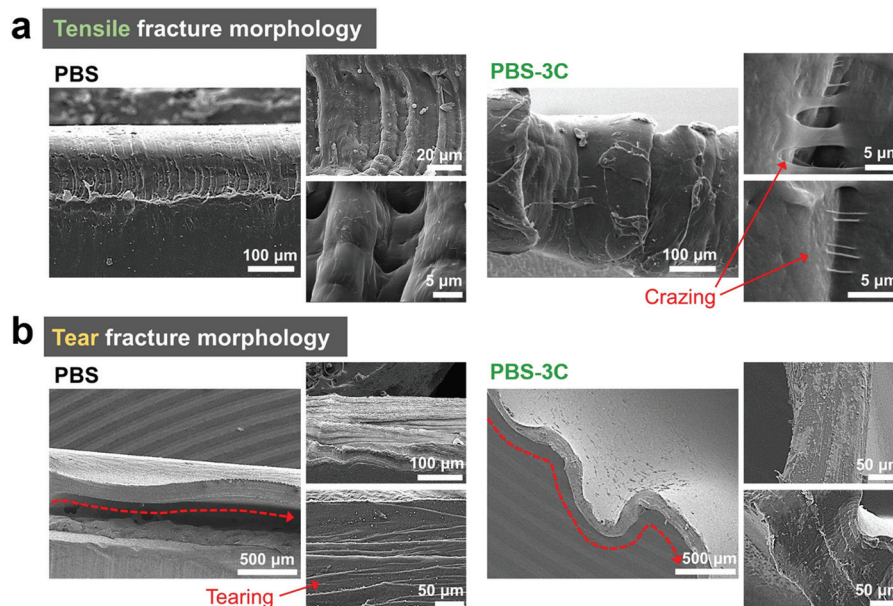 a Tensile fracture morphology
PBS
100 μm
20 μm
5 μm
PBS-3C
100 μm
5 μm
5 μm
Crazing
b Tear fracture morphology
PBS
500 μm
100 μm
50 μm
Tearing
PBS-3C
500 μm
50 μm
50 μm